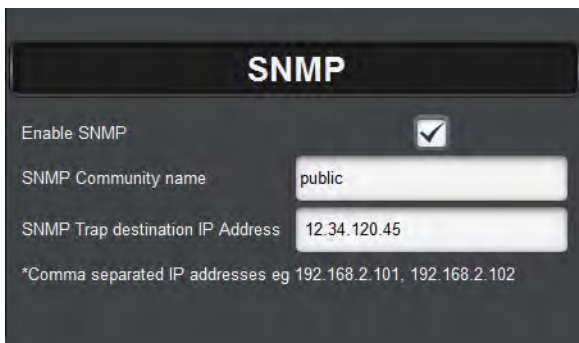 SNMP
Enable SNMP
SNMP Community name public
SNMP Trap destination IP Address 12.34.120.45
*Comma separated IP addresses eg 192.168.2.101, 192.168.2.102